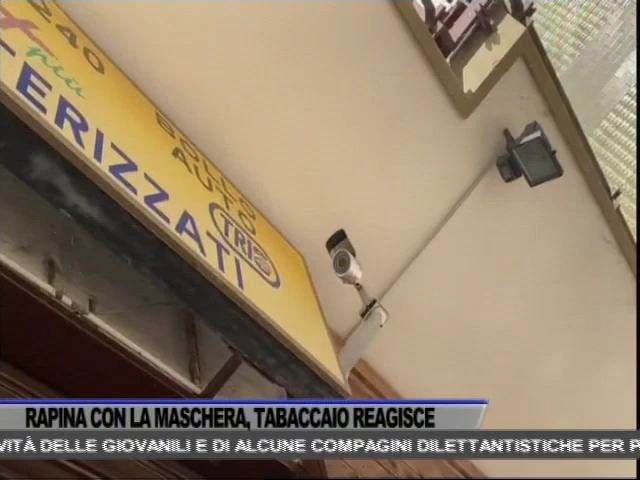 240
più
ERIZZATI
BOLLO
AUTO
TRIS
RAPINA CON LA MASCHERA, TABACCAIO REAGISCE
VITÀ DELLE GIOVANILI E DI ALCUNE COMPAGINI DILETTANTISTICHE PER P